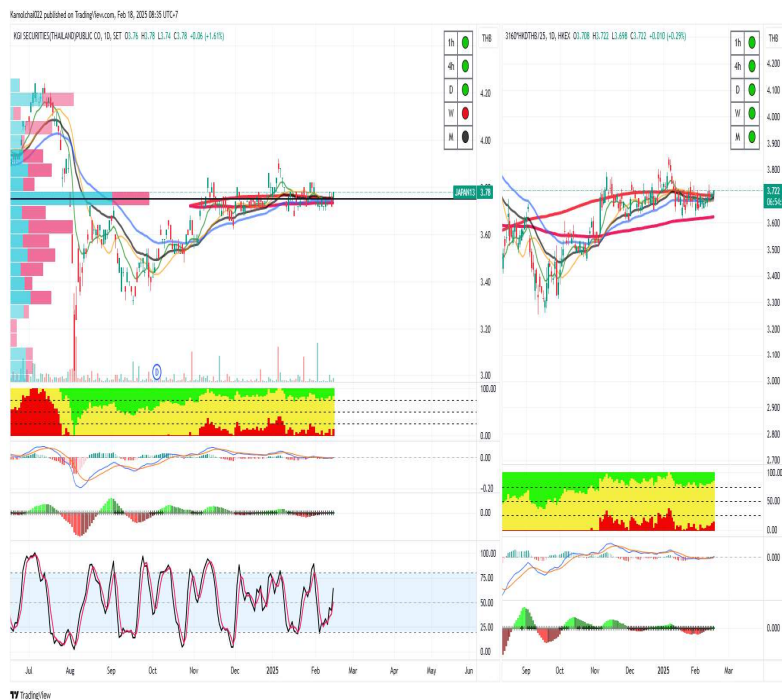 Kamolchai022 published on TradingView.com, Feb 18, 2025 08:35 UTC+7
KGI SECURITIES(THAILAND)PUBLIC CO, 1D, SET O3.76 H3.78 L3.74 C3.78 +0.06 (+1.61%)
THB
1h
4h
D
W
M
4.20
4.00
JAPAN13 3.78
3.60
3.40
3.20
3.00
100.00
0.00
0.00
-0.20
0.00
100.00
75.00
50.00
25.00
0.00
Jul Aug Sep Oct Nov Dec 2025 Feb Mar Apr May Jun
D
3160*HKDTHB/25, 1D, HKEX O3.708 H3.722 L3.698 C3.722 +0.010 (+0.29%)
THB
1h
4h
D
W
M
4.200
4.100
4.000
3.900
3.800
3.722
3.600
3.500
3.400
3.300
3.200
3.100
3.000
2.900
2.800
2.700
100.00
50.00
0.00
0.000
0.000
Sep Oct Nov Dec 2025 Feb Mar
TradingView